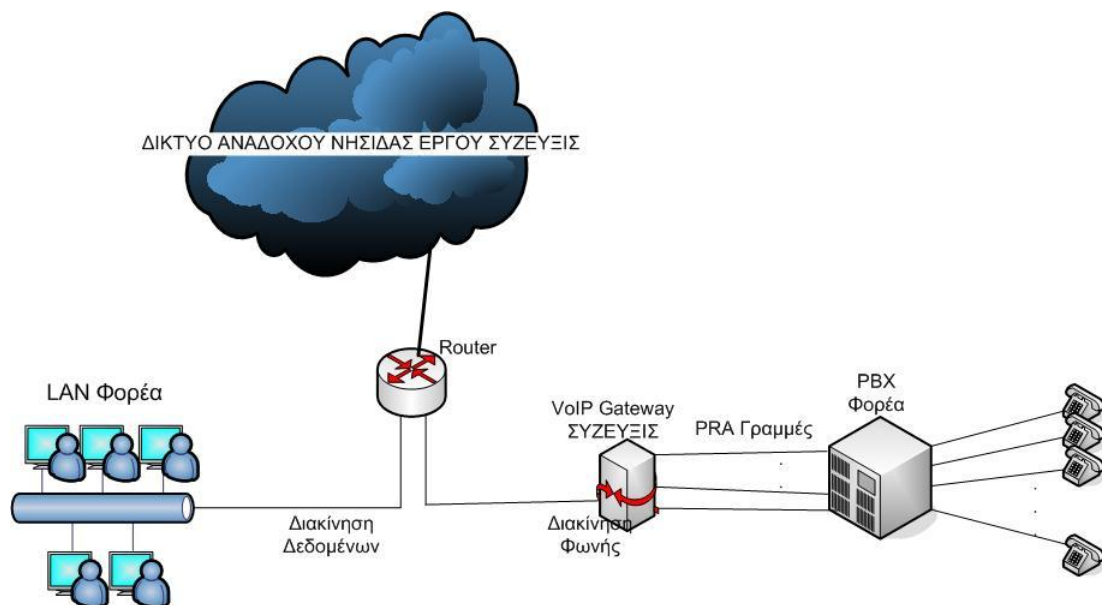 ΔΙΚΤΥΟ ΑΝΑΔΟΧΟΥ ΝΗΣΙΔΑΣ ΕΡΓΟΥ ΣΥΖΕΥΞΙΣ
Router
LAN Φορέα
VoIP Gateway
ΣΥΖΕΥΞΙΣ
PRA Γραμμές
PBX
Φορέα
Διακίνηση
Δεδομένων
Διακίνηση
Φωνής